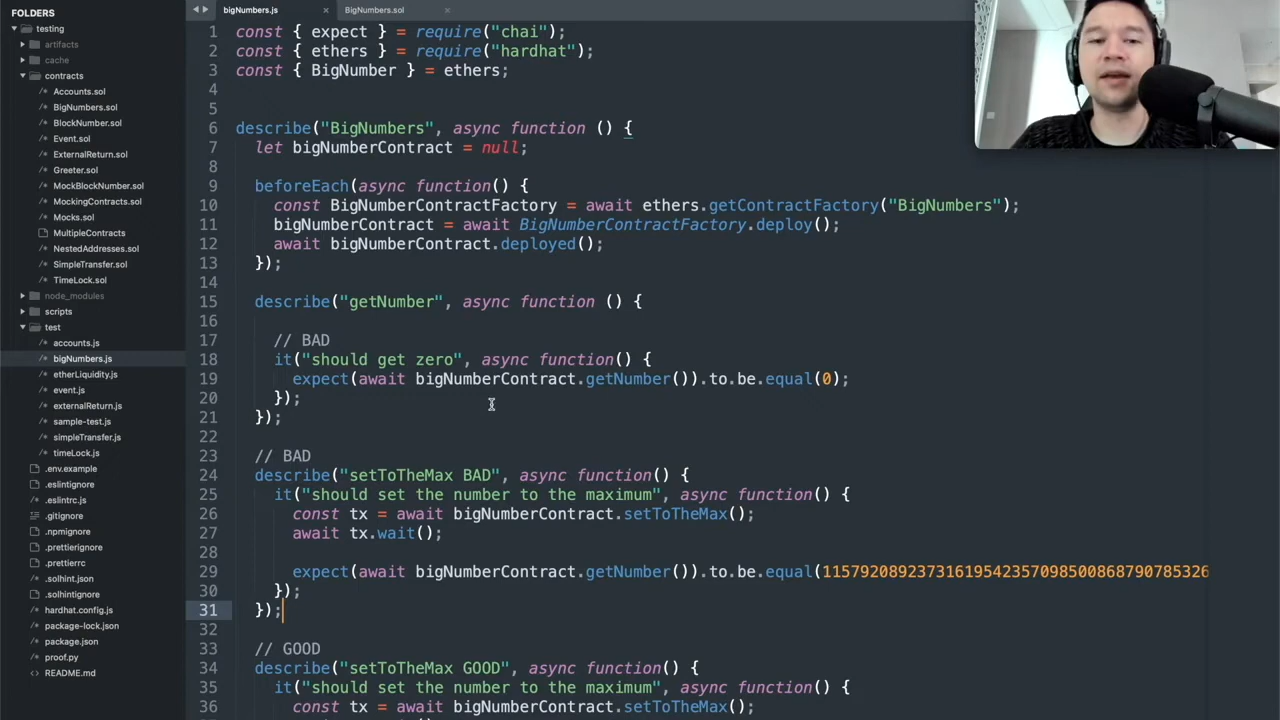 FOLDERS
testing
artifacts
cache
contracts
Accounts.sol
BigNumbers.sol
BlockNumber.sol
Event.sol
ExternalReturn.sol
Greeter.sol
MockBlockNumber.sol
MockingContracts.sol
Mocks.sol
MultipleContracts
NestedAddresses.sol
SimpleTransfer.sol
TimeLock.sol
node_modules
scripts
test
accounts.js
bigNumbers.js
etherLiquidity.js
event.js
externalReturn.js
sample-test.js
simpleTransfer.js
timeLock.js
.env.example
.eslintignore
.eslintrc.js
.gitignore
.npmignore
.prettierignore
.prettierrc
.solhint.json
.solhintignore
hardhat.config.js
package-lock.json
package.json
proof.py
README.md
bigNumbers.js × BigNumbers.sol ×
1 const { expect } = require("chai");
2 const { ethers } = require("hardhat");
3 const { BigNumber } = ethers;
4
5
6 describe("BigNumbers", async function () {
7 let bigNumberContract = null;
8
9 beforeEach(async function() {
10 const BigNumberContractFactory = await ethers.getContractFactory("BigNumbers");
11 bigNumberContract = await BigNumberContractFactory.deploy();
12 await bigNumberContract.deployed();
13 });
14
15 describe("getNumber", async function () {
16
17 // BAD
18 it("should get zero", async function() {
19 expect(await bigNumberContract.getNumber()).to.be.equal(0);
20 });
21 });
22
23 // BAD
24 describe("setToTheMax BAD", async function() {
25 it("should set the number to the maximum", async function() {
26 const tx = await bigNumberContract.setToTheMax();
27 await tx.wait();
28
29 expect(await bigNumberContract.getNumber()).to.be.equal(11579208923731619542357098500868790785326
30 });
31 });
32
33 // GOOD
34 describe("setToTheMax GOOD", async function() {
35 it("should set the number to the maximum", async function() {
36 const tx = await bigNumberContract.setToTheMax();